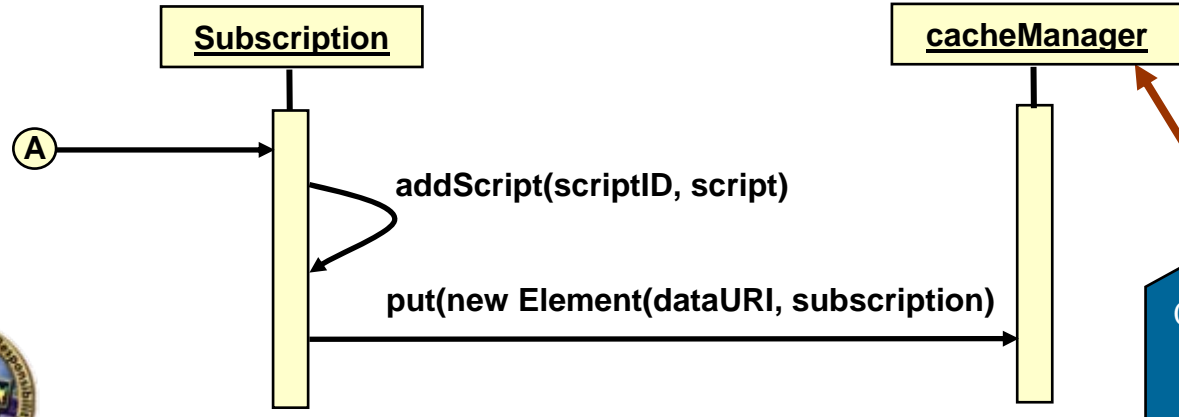 Subscription
cacheManager
A
addScript(scriptID, script)
put(new Element(dataURI, subscription)